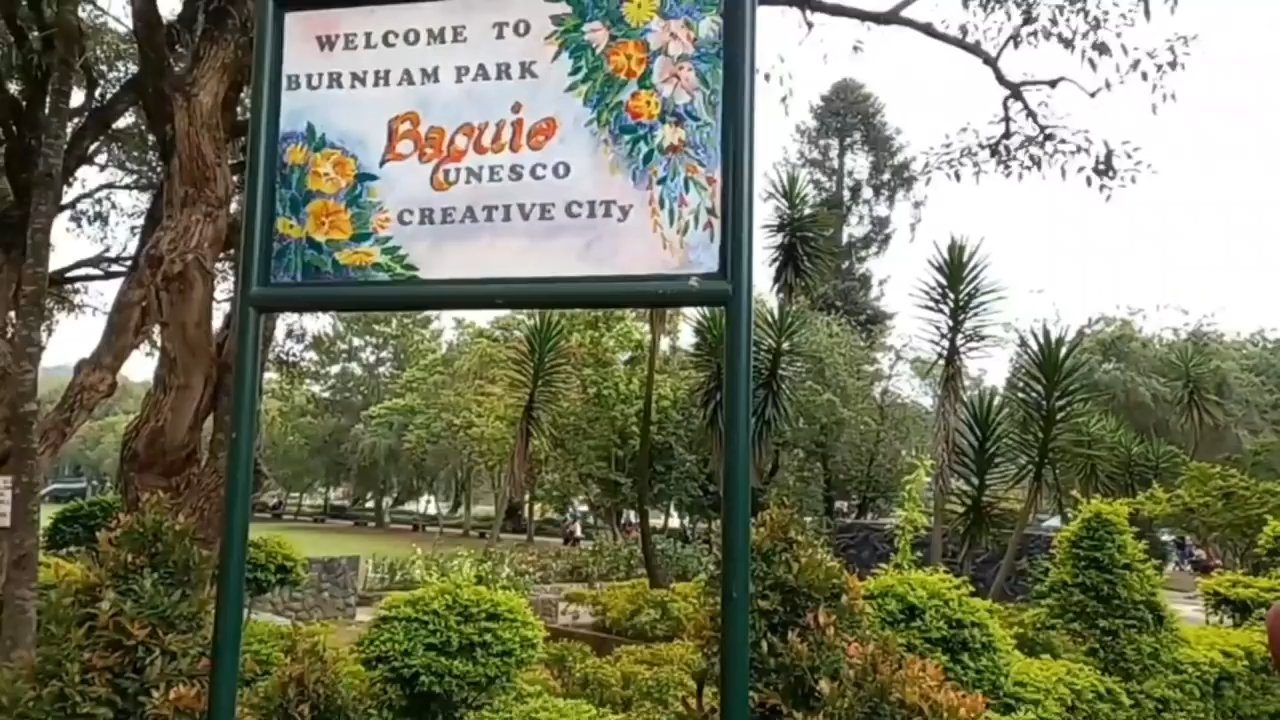 WELCOME TO
BURNHAM PARK
Baguio
UNESCO
CREATIVE CITy